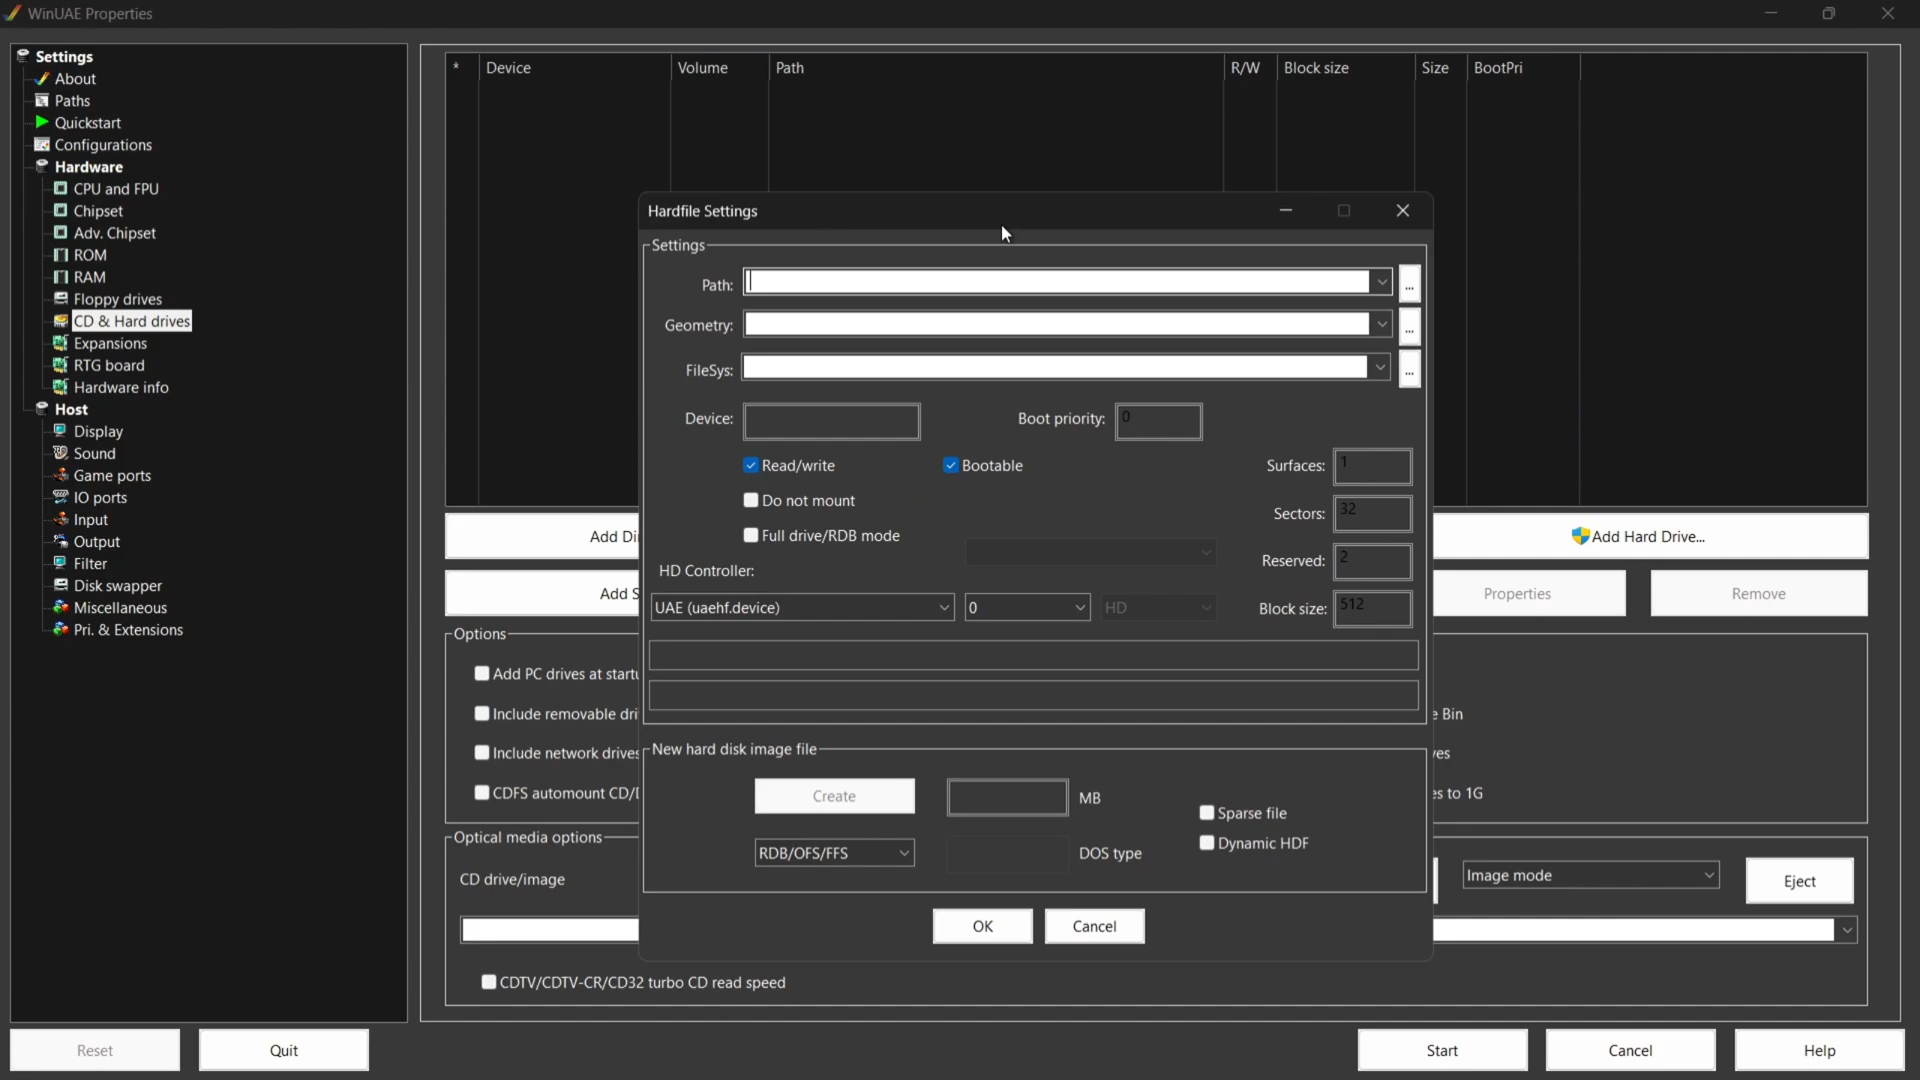 WinUAE Properties
Settings
About
Paths
Quickstart
Configurations
Hardware
CPU and FPU
Chipset
Adv. Chipset
ROM
RAM
Floppy drives
CD & Hard drives
Expansions
RTG board
Hardware info
Host
Display
Sound
Game ports
IO ports
Input
Output
Filter
Disk swapper
Miscellaneous
Pri. & Extensions
* Device Volume Path R/W Block size Size BootPri
Hardfile Settings
Settings
Path: ...
Geometry: ...
FileSys: ...
Device: Boot priority: 0
Read/write Bootable Surfaces: 1
Do not mount Sectors: 32
Full drive/RDB mode
Reserved: 2
HD Controller:
UAE (uaehf.device) 0 HD Block size: 512
New hard disk image file
Create MB
Sparse file
RDB/OFS/FFS DOS type
Dynamic HDF
OK Cancel
Add Di
Add Hard Drive...
Add S
Properties Remove
Options
Add PC drives at startu
Include removable dri
e Bin
Include network drives
ves
CDFS automount CD/D
es to 1G
Optical media options
CD drive/image
Image mode Eject
CDTV/CDTV-CR/CD32 turbo CD read speed
Reset Quit Start Cancel Help